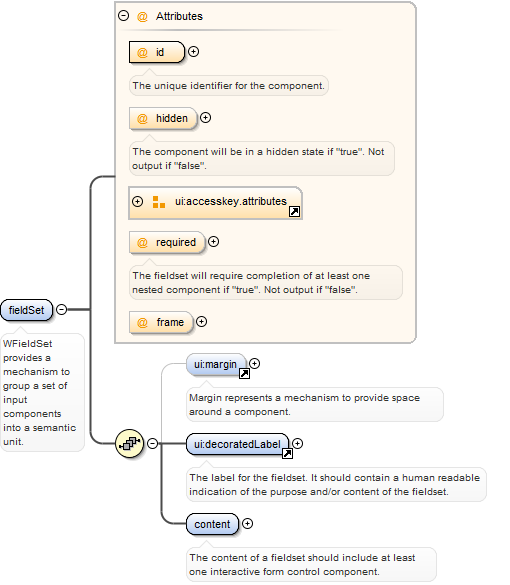 @ Attributes
@ id
The unique identifier for the component.
@ hidden
The component will be in a hidden state if "true". Not
output if "false".
ui:accesskey.attributes
@ required
The fieldset will require completion of at least one
nested component if "true". Not output if "false".
@ frame
fieldSet
WFieldSet
provides a
mechanism to
group a set of
input
components
into a semantic
unit.
ui:margin
Margin represents a mechanism to provide space
around a component.
ui:decoratedLabel
The label for the fieldset. It should contain a human readable
indication of the purpose and/or content of the fieldset.
content
The content of a fieldset should include at least
one interactive form control component.